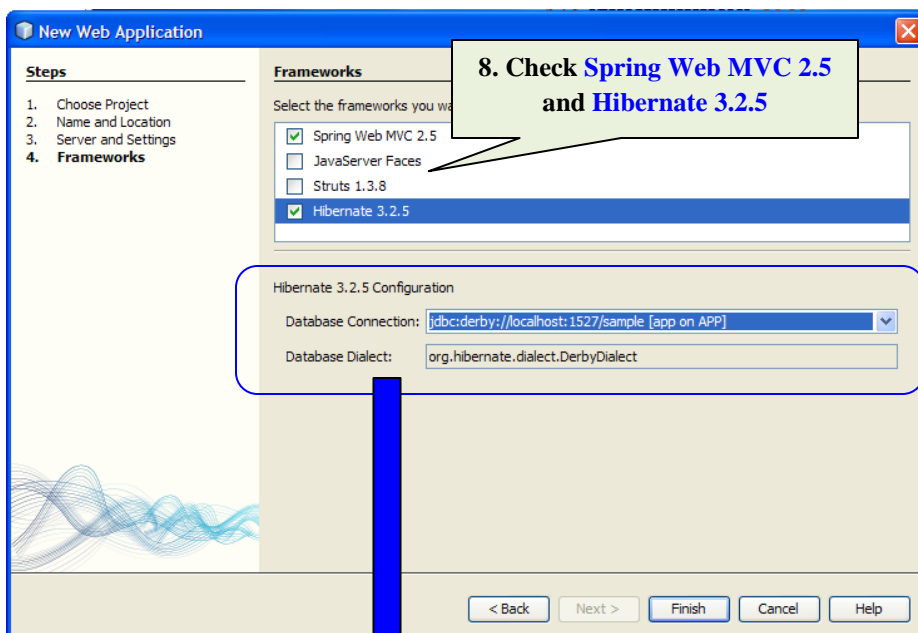 New Web Application
Steps
1. Choose Project
2. Name and Location
3. Server and Settings
4. Frameworks
Frameworks
8. Check Spring Web MVC 2.5
and Hibernate 3.2.5
Select the frameworks you
Spring Web MVC 2.5
JavaServer Faces
Struts 1.3.8
Hibernate 3.2.5
Hibernate 3.2.5 Configuration
Database Connection: jdbc:derby://localhost:1527/sample [app on APP]
Database Dialect: org.hibernate.dialect.DerbyDialect
< Back Next > Finish Cancel Help